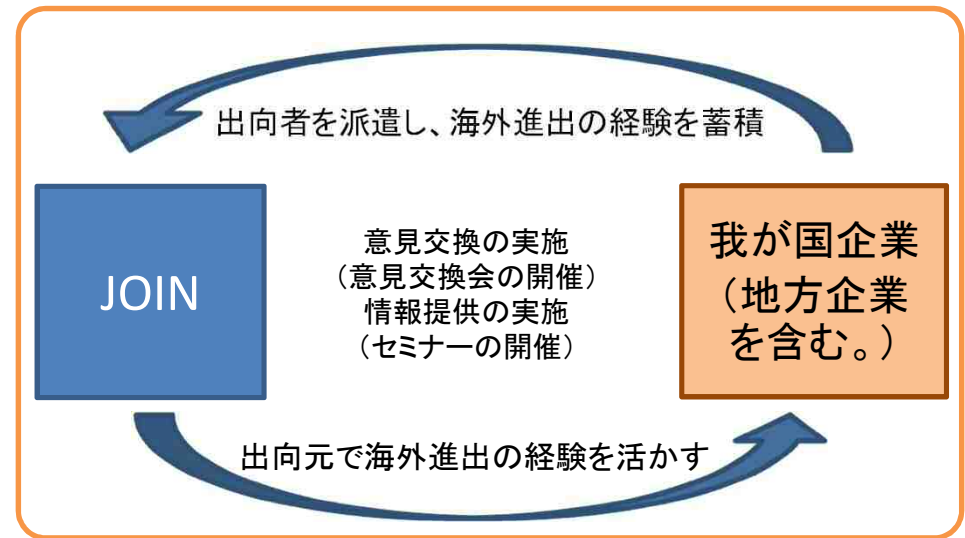 出向者を派遣し、海外進出の経験を蓄積
JOIN
意見交換の実施
（意見交換会の開催）
情報提供の実施
（セミナーの開催）
我が国企業
（地方企業
を含む。）
出向元で海外進出の経験を活かす